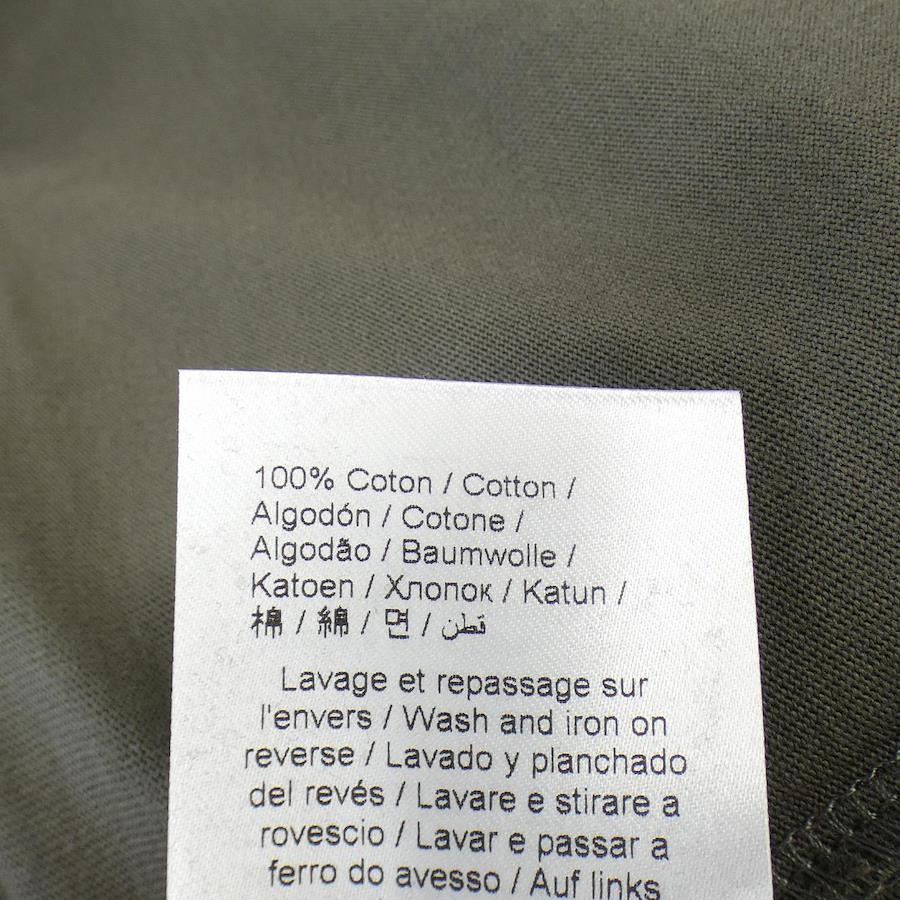 100% Coton / Cotton /
Algodón / Cotone /
Algodão / Baumwolle /
Katoen / Хлопок / Katun /
棉 / 綿 / 면 / قطن
Lavage et repassage sur
l'envers / Wash and iron on
reverse / Lavado y planchado
del revés / Lavare e stirare a
rovescio / Lavar e passar a
ferro do avesso / Auf links